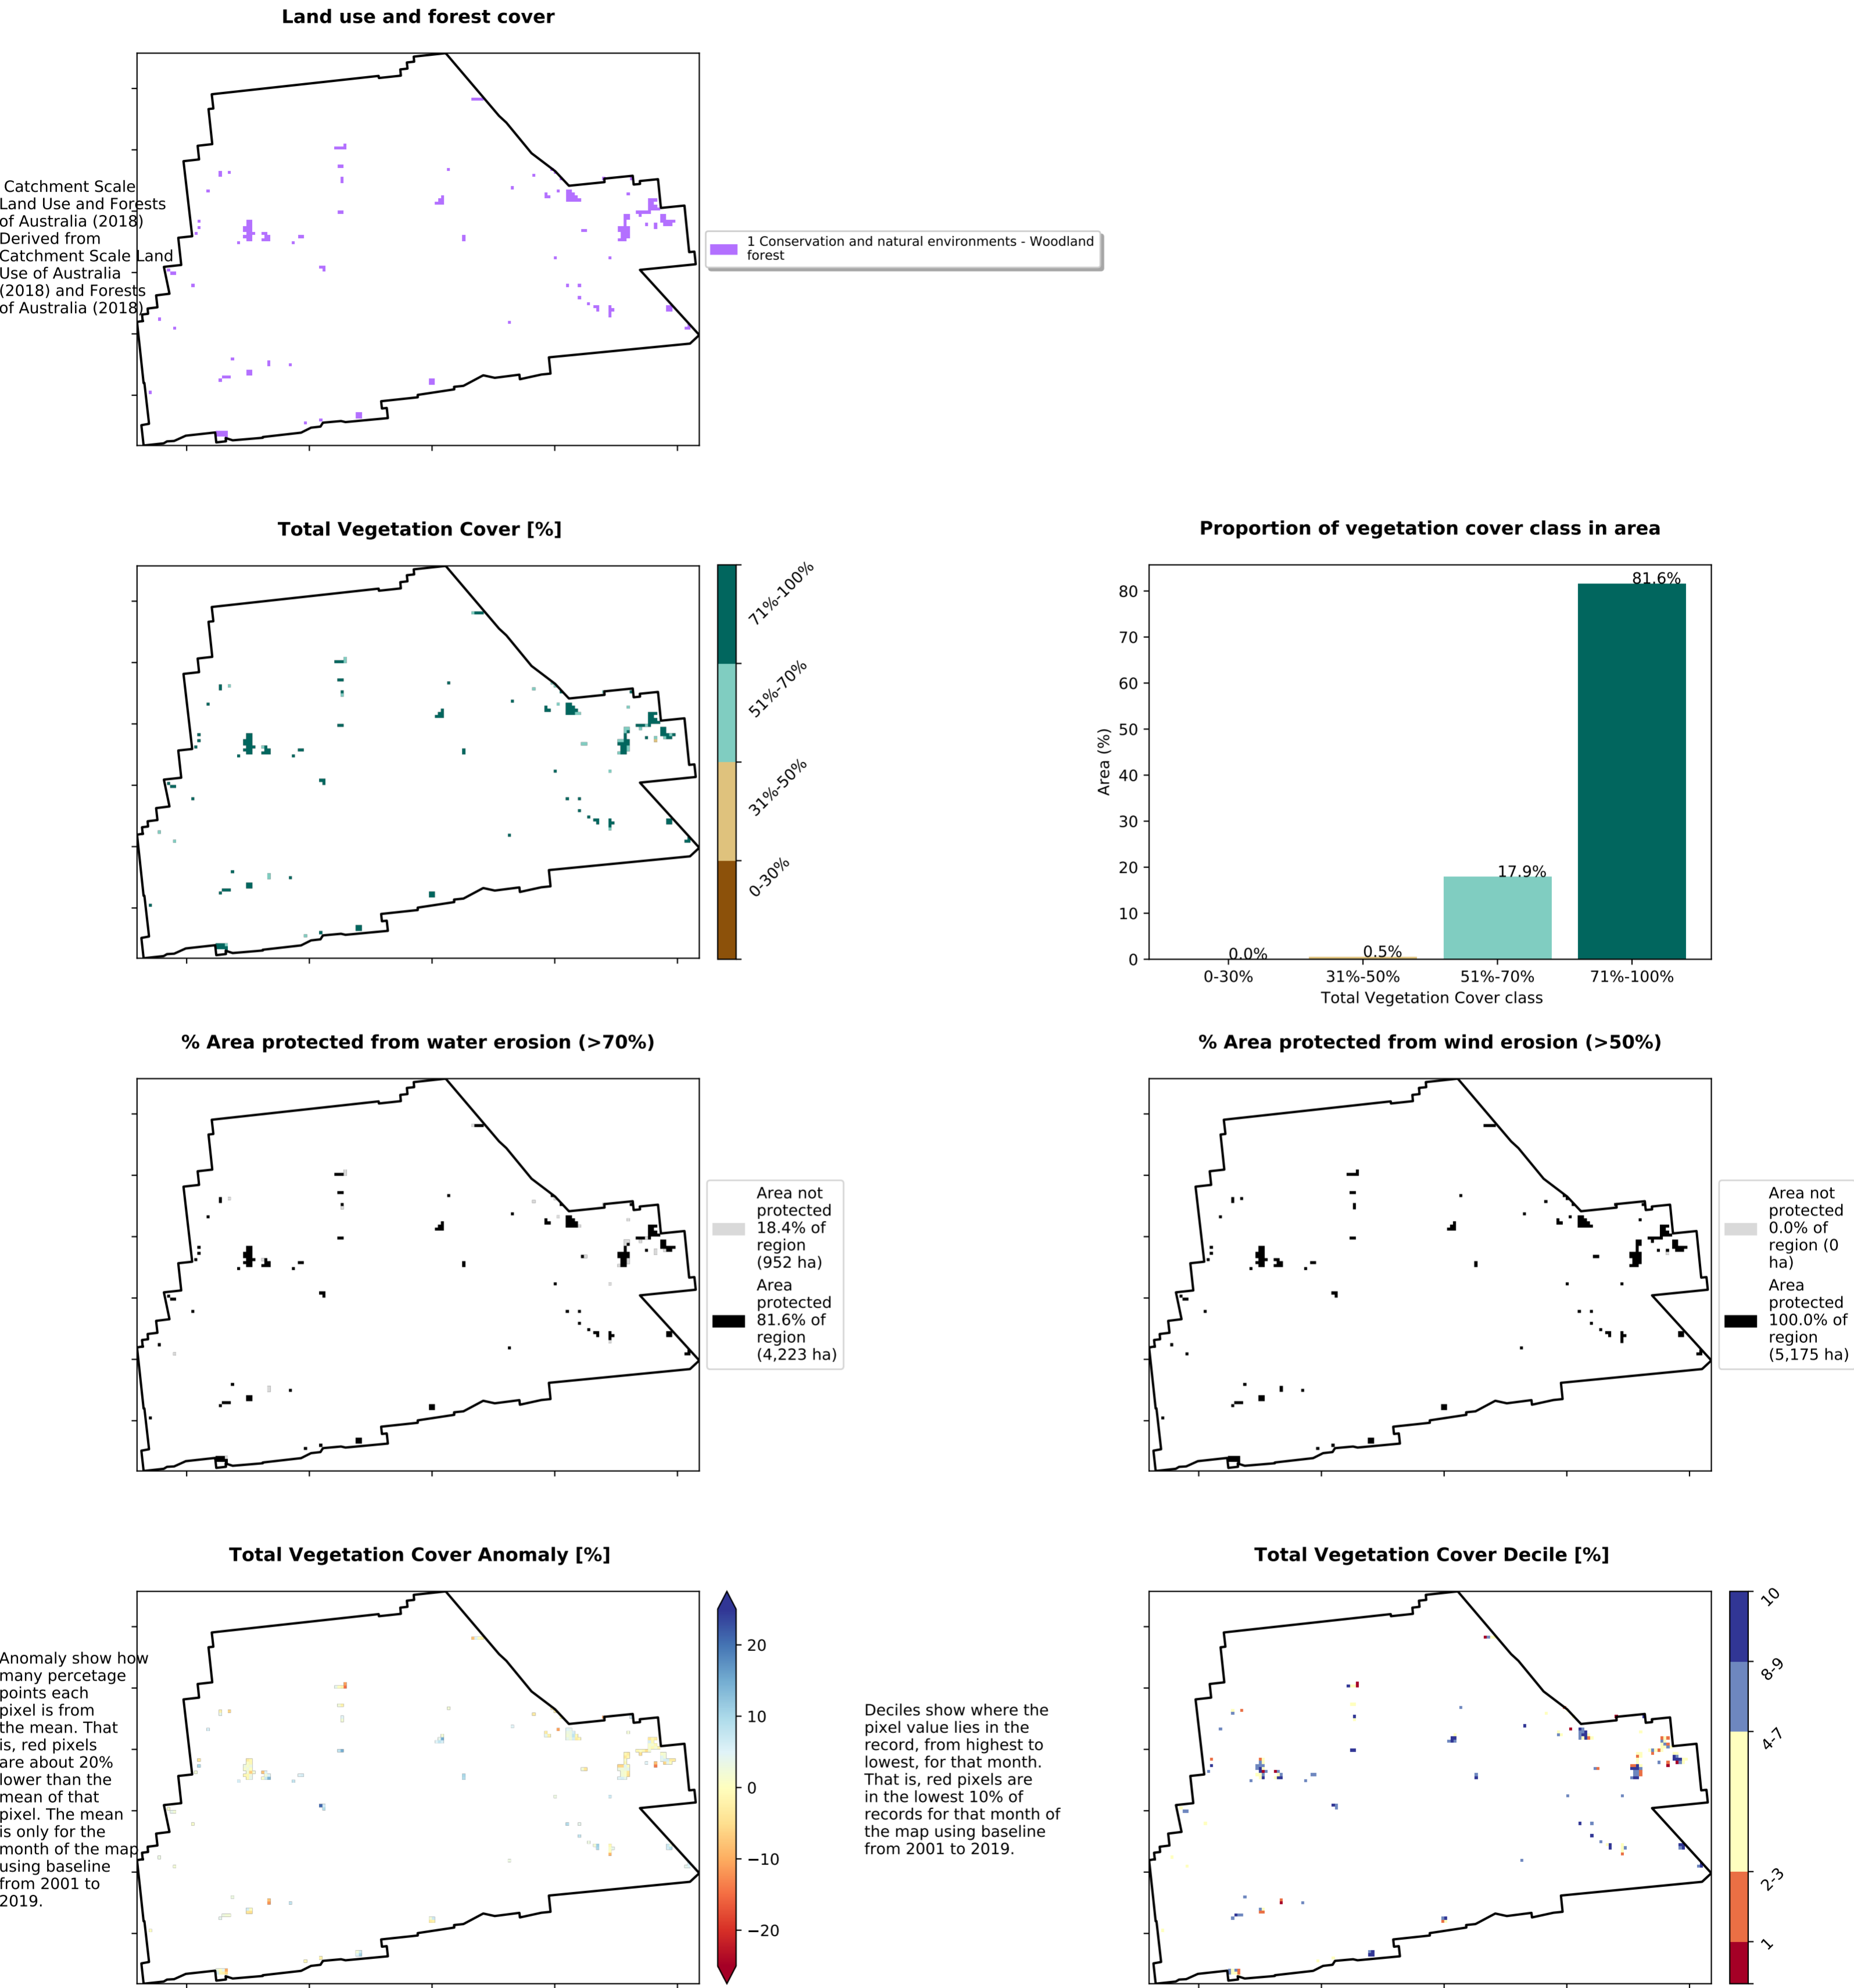 Land use and forest cover
Catchment Scale
Land Use and Forests
of Australia (2018)
Derived from
Catchment Scale Land
Use of Australia
(2018) and Forests
of Australia (2018)
1 Conservation and natural environments - Woodland
forest
Total Vegetation Cover [%]
71%-100%
51%-70%
31%-50%
0-30%
Proportion of vegetation cover class in area
Area (%)
80
70
60
50
40
30
20
10
0
0.0%
0.5%
17.9%
81.6%
0-30%
31%-50%
51%-70%
71%-100%
Total Vegetation Cover class
% Area protected from water erosion (>70%)
Area not
protected
18.4% of
region
(952 ha)
Area
protected
81.6% of
region
(4,223 ha)
% Area protected from wind erosion (>50%)
Area not
protected
0.0% of
region (0
ha)
Area
protected
100.0% of
region
(5,175 ha)
Total Vegetation Cover Anomaly [%]
Anomaly show how
many percetage
points each
pixel is from
the mean. That
is, red pixels
are about 20%
lower than the
mean of that
pixel. The mean
is only for the
month of the map
using baseline
from 2001 to
2019.
20
10
0
−10
−20
Deciles show where the
pixel value lies in the
record, from highest to
lowest, for that month.
That is, red pixels are
in the lowest 10% of
records for that month of
the map using baseline
from 2001 to 2019.
Total Vegetation Cover Decile [%]
10
8-9
4-7
2-3
1